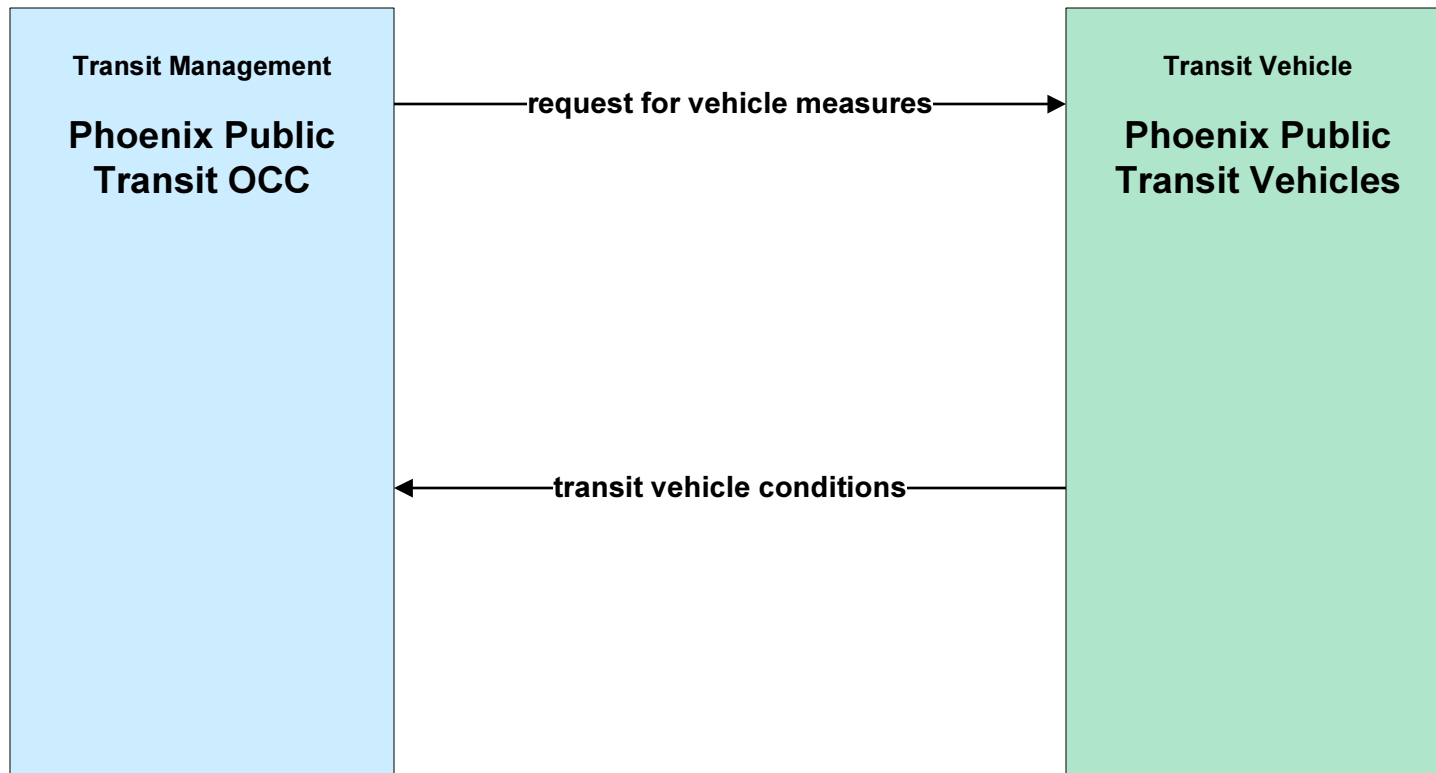 Transit Management
Phoenix Public
Transit OCC
request for vehicle measures
Transit Vehicle
Phoenix Public
Transit Vehicles
transit vehicle conditions